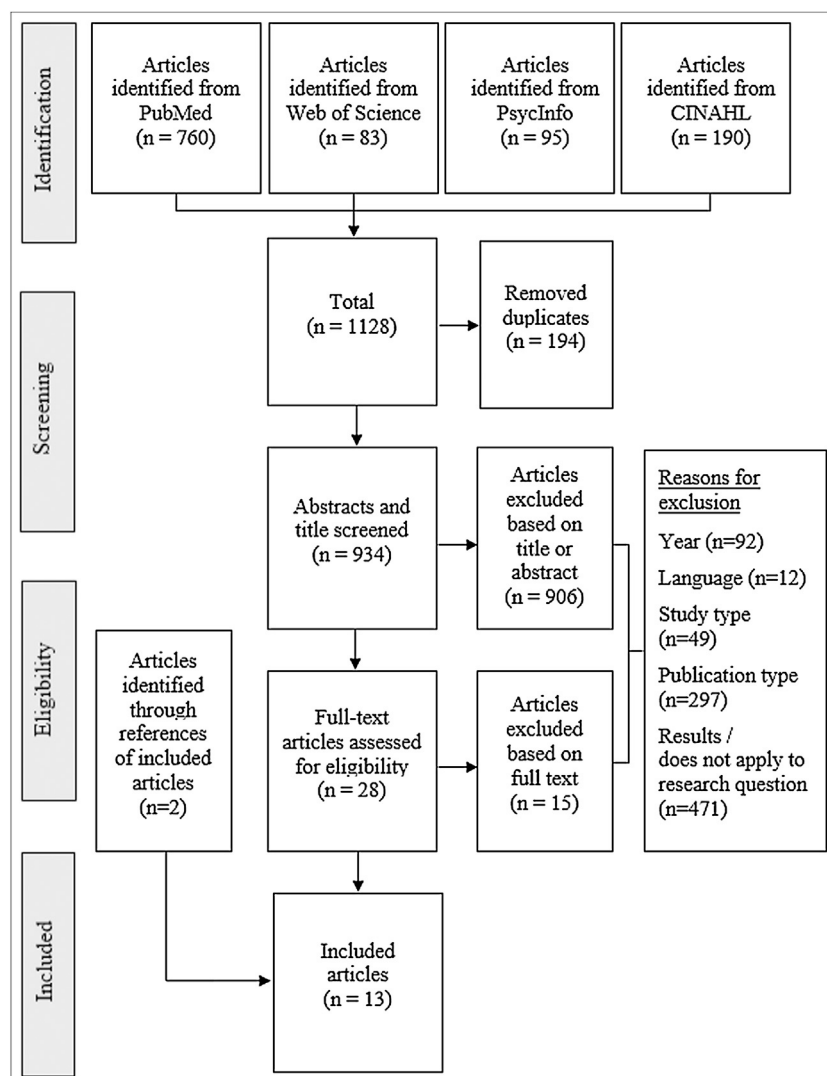 Identification
Articles
identified from
PubMed
(n = 760)
Articles
identified from
Web of Science
(n = 83)
Articles
identified from
PsycInfo
(n = 95)
Articles
identified from
CINAHL
(n = 190)
Screening
Total
(n = 1128)
Removed
duplicates
(n = 194)
Abstracts and
title screened
(n = 934)
Articles
excluded
based on
title or
abstract
(n = 906)
Reasons for
exclusion
Year (n=92)
Language (n=12)
Study type
(n=49)
Publication type
(n=297)
Results /
does not apply to
research question
(n=471)
Eligibility
Articles
identified
through
references
of included
articles
(n=2)
Full-text
articles assessed
for eligibility
(n = 28)
Articles
excluded
based on
full text
(n = 15)
Included
Included
articles
(n = 13)